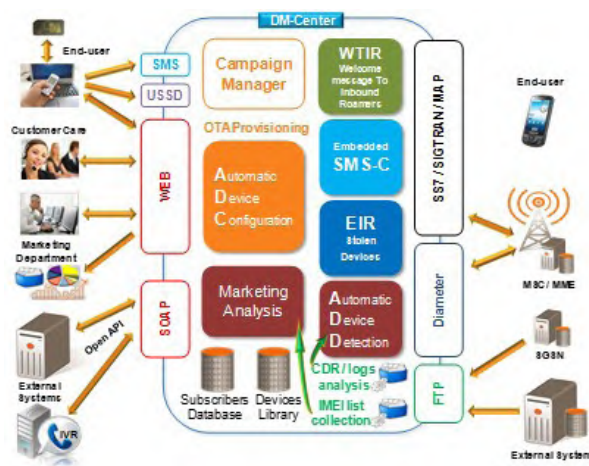 DM-Center
End-user
SMS
USSD
Customer Care
WEB
Marketing
Department
SOAP
Open API
External
Systems
IVR
Campaign
Manager
OTA Provisioning
Automatic
Device
Configuration
Marketing
Analysis
Subscribers
Database
Devices
Library
WTIR
Welcome
message To
Inbound
Roamers
Embedded
SMS-C
EIR
Stolen
Devices
Automatic
Device
Detection
CDR / logs
analysis
IMEI list
collection
SS7 / SIGTRAN / MAP
Diameter
FTP
End-user
MSC / MME
SGSN
External System